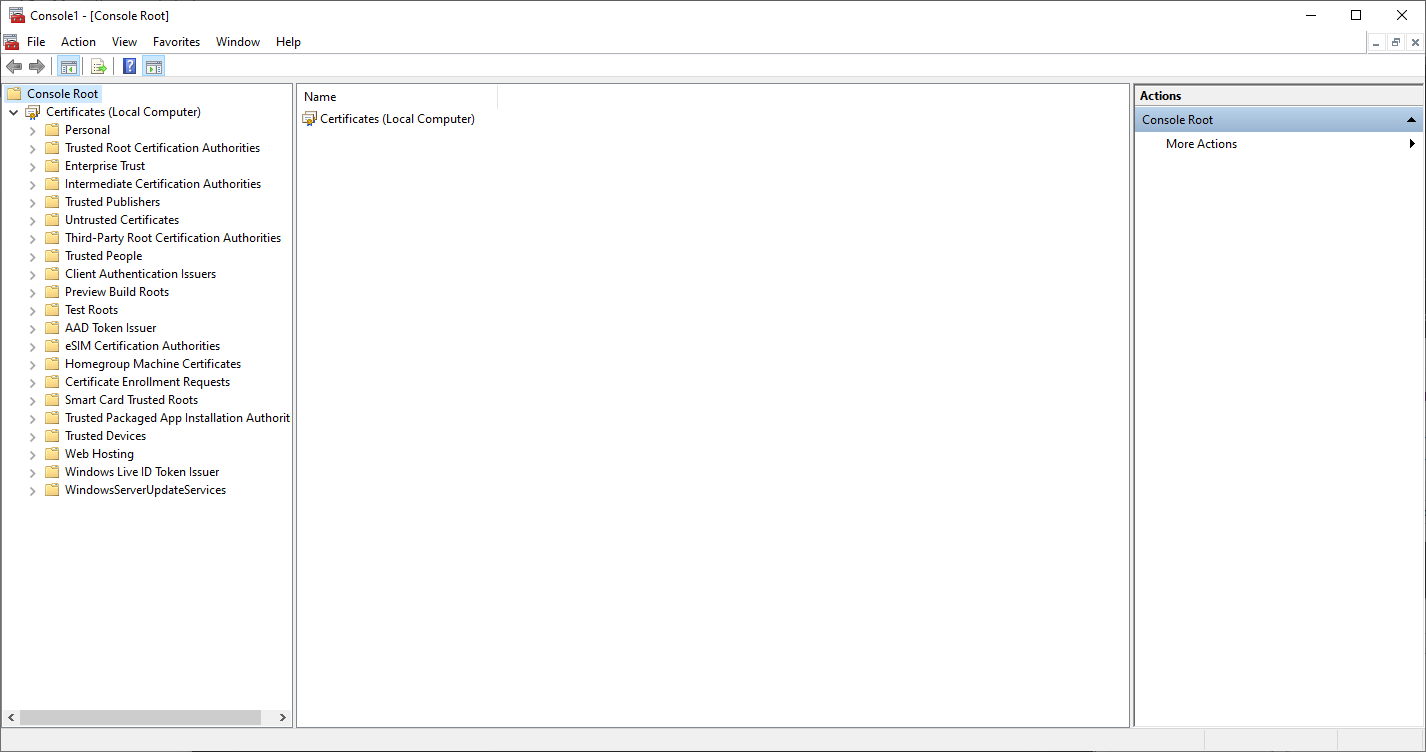 Console1 - [Console Root]
File Action View Favorites Window Help
Console Root
Certificates (Local Computer)
Personal
Trusted Root Certification Authorities
Enterprise Trust
Intermediate Certification Authorities
Trusted Publishers
Untrusted Certificates
Third-Party Root Certification Authorities
Trusted People
Client Authentication Issuers
Preview Build Roots
Test Roots
AAD Token Issuer
eSIM Certification Authorities
Homegroup Machine Certificates
Certificate Enrollment Requests
Smart Card Trusted Roots
Trusted Packaged App Installation Authorit
Trusted Devices
Web Hosting
Windows Live ID Token Issuer
WindowsServerUpdateServices
Name
Certificates (Local Computer)
Actions
Console Root
More Actions